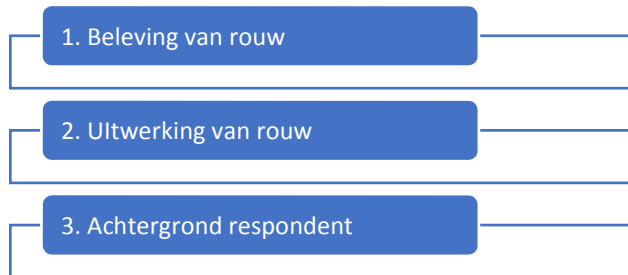 1. Beleving van rouw
2. UItwerking van rouw
3. Achtergrond respondent